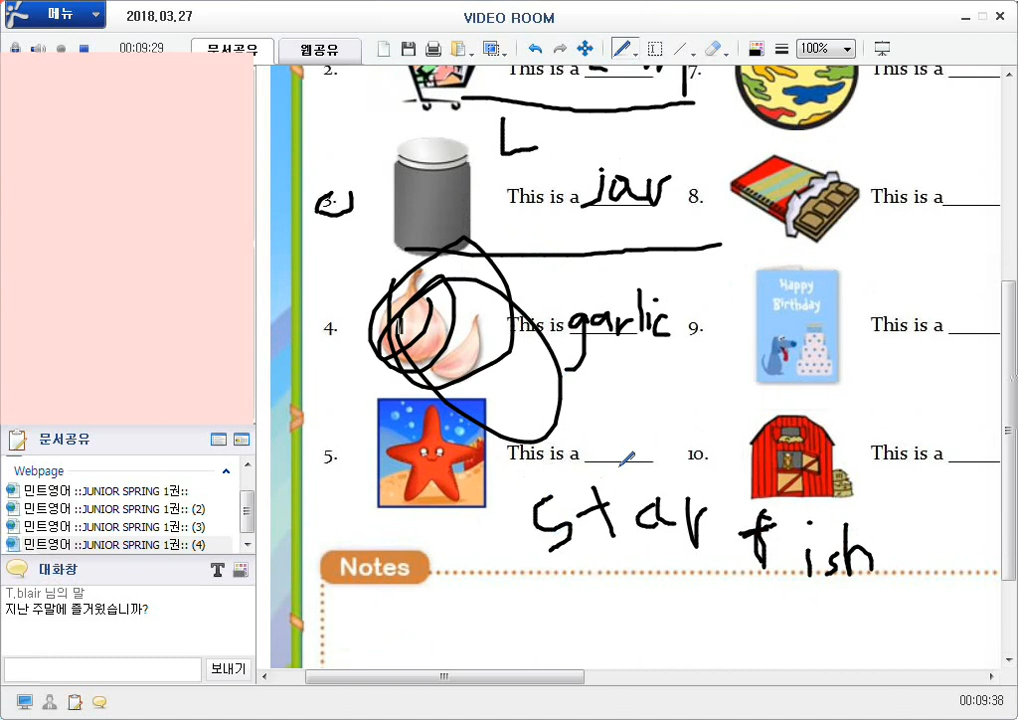 메뉴 2018.03.27 VIDEO ROOM
00:09:29 문서공유 웹공유 100%
2. This is a
7. This is a
L
3. This is a jar
8. This is a
4. This is garlic
9. This is a
Happy
Birthday
5. This is a
10. This is a
star fish
Notes
문서공유
Webpage
민트영어 ::JUNIOR SPRING 1권::
민트영어 ::JUNIOR SPRING 1권:: (2)
민트영어 ::JUNIOR SPRING 1권:: (3)
민트영어 ::JUNIOR SPRING 1권:: (4)
대화창 T
T,blair 님의 말
지난 주말에 즐거웠습니까?
보내기
00:09:38